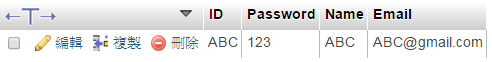 ID Password Name Email
編輯 複製 刪除 ABC 123 ABC ABC@gmail.com